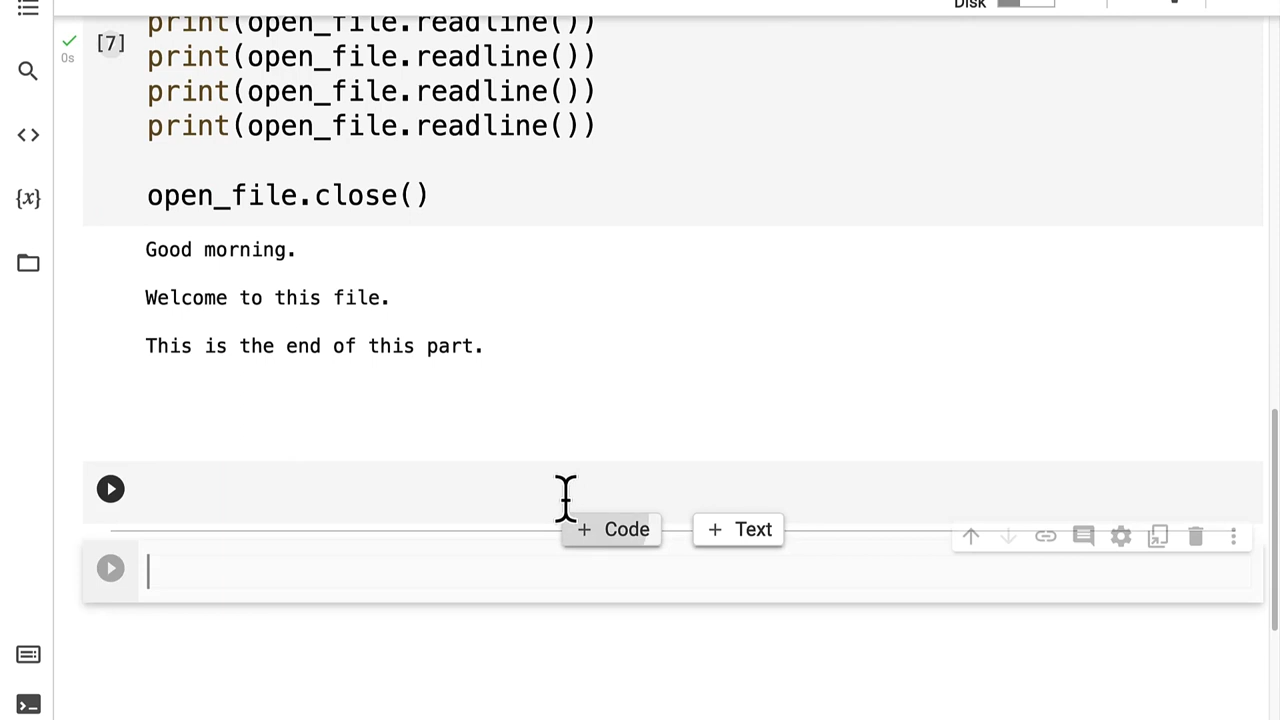 Disk
print(open_file.readline())
[7]
0s
print(open_file.readline())
print(open_file.readline())
print(open_file.readline())
{x}
open_file.close()
Good morning.
Welcome to this file.
This is the end of this part.
+ Code
+ Text